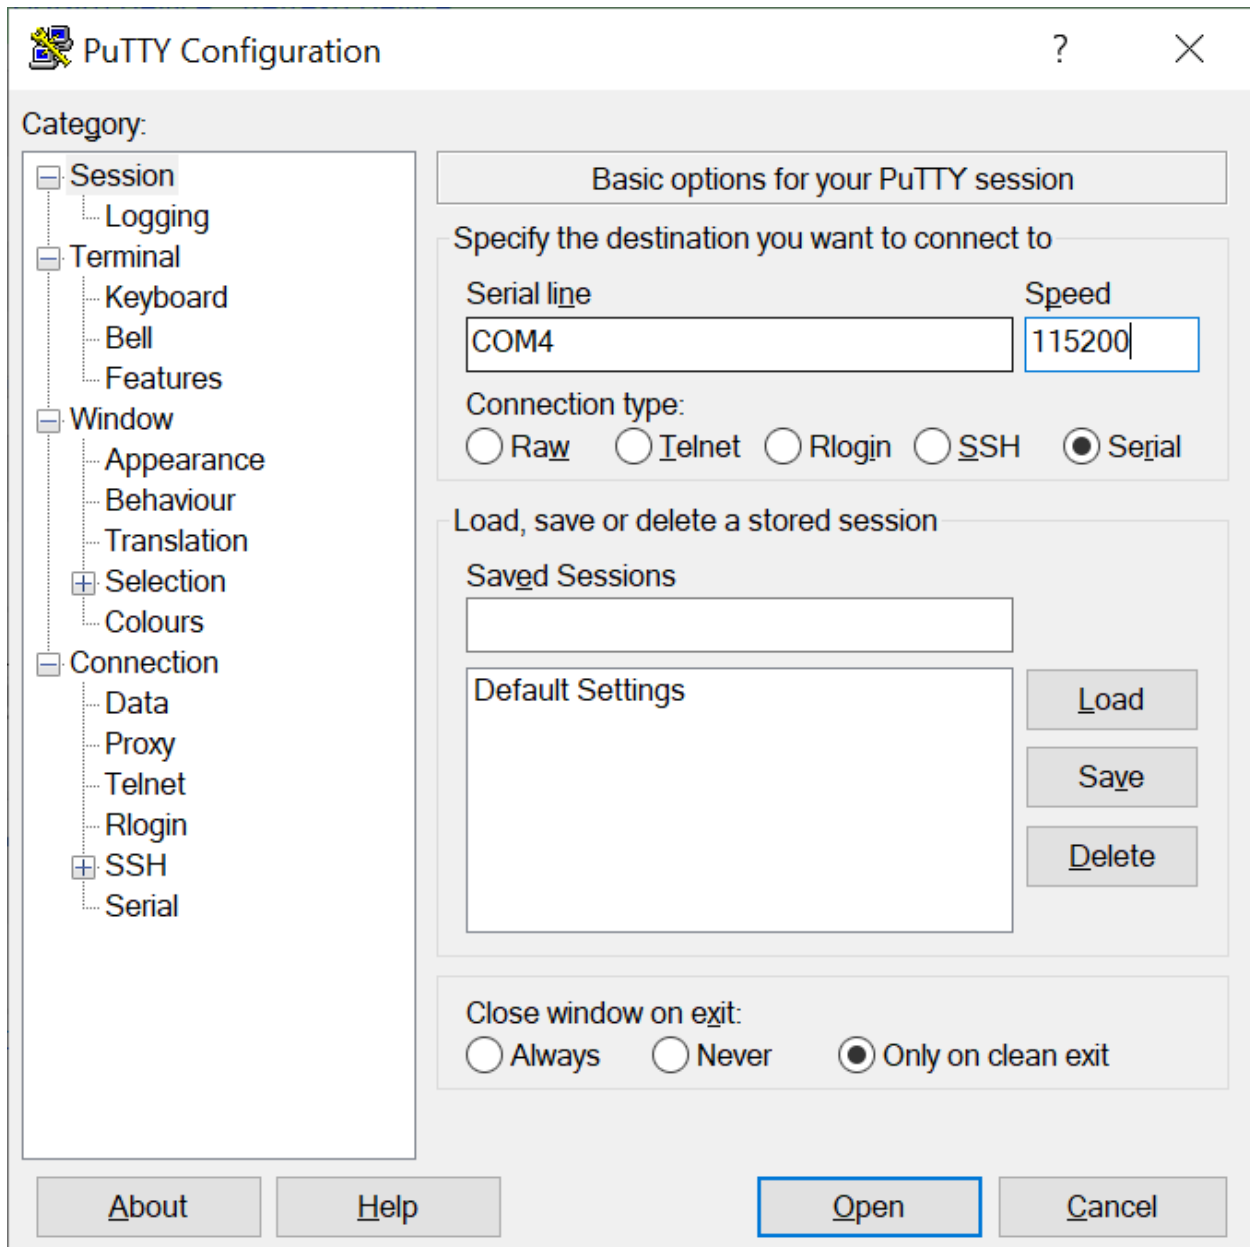 PuTTY Configuration
?
Category:
Session
Logging
Terminal
Keyboard
Bell
Features
Window
Appearance
Behaviour
Translation
Selection
Colours
Connection
Data
Proxy
Telnet
Rlogin
SSH
Serial
Basic options for your PuTTY session
Specify the destination you want to connect to
Serial line Speed
COM4 115200
Connection type:
Raw Telnet Rlogin SSH Serial
Load, save or delete a stored session
Saved Sessions
Default Settings
Load
Save
Delete
Close window on exit:
Always Never Only on clean exit
About Help Open Cancel